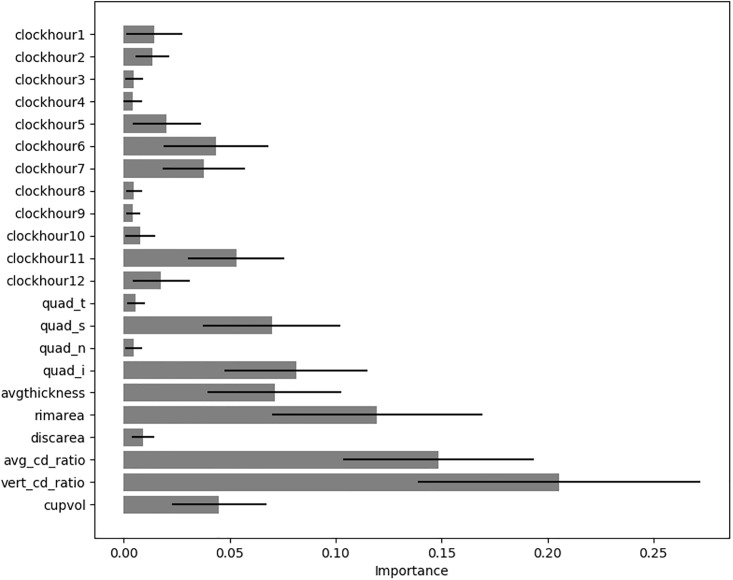 clockhour1
clockhour2
clockhour3
clockhour4
clockhour5
clockhour6
clockhour7
clockhour8
clockhour9
clockhour10
clockhour11
clockhour12
quad_t
quad_s
quad_n
quad_i
avgthickness
rimarea
discarea
avg_cd_ratio
vert_cd_ratio
cupvol
0.00 0.05 0.10 0.15 0.20 0.25
Importance